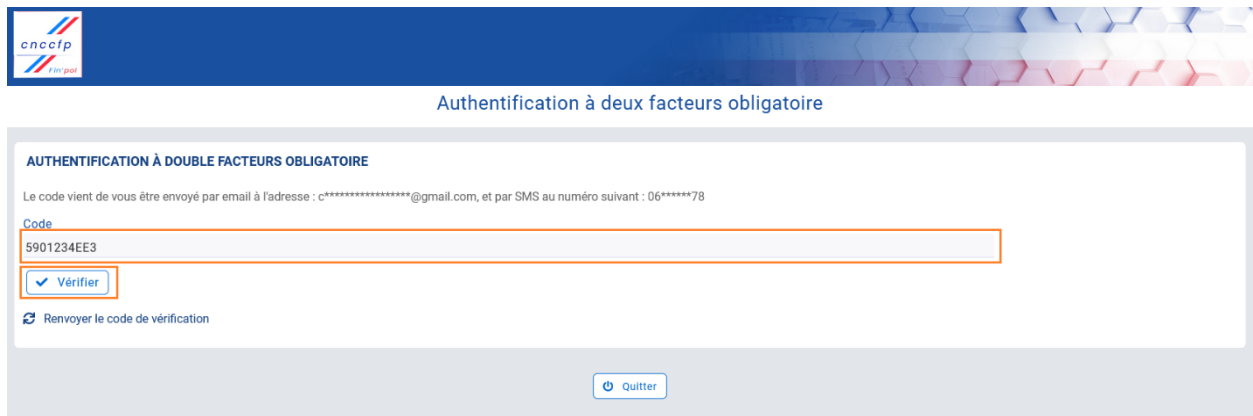 cnccfp
Fin'pol
Authentification à deux facteurs obligatoire
AUTHENTIFICATION À DOUBLE FACTEURS OBLIGATOIRE
Le code vient de vous être envoyé par email à l'adresse : c*****************@gmail.com, et par SMS au numéro suivant : 06******78
Code
5901234EE3
Vérifier
Renvoyer le code de vérification
Quitter